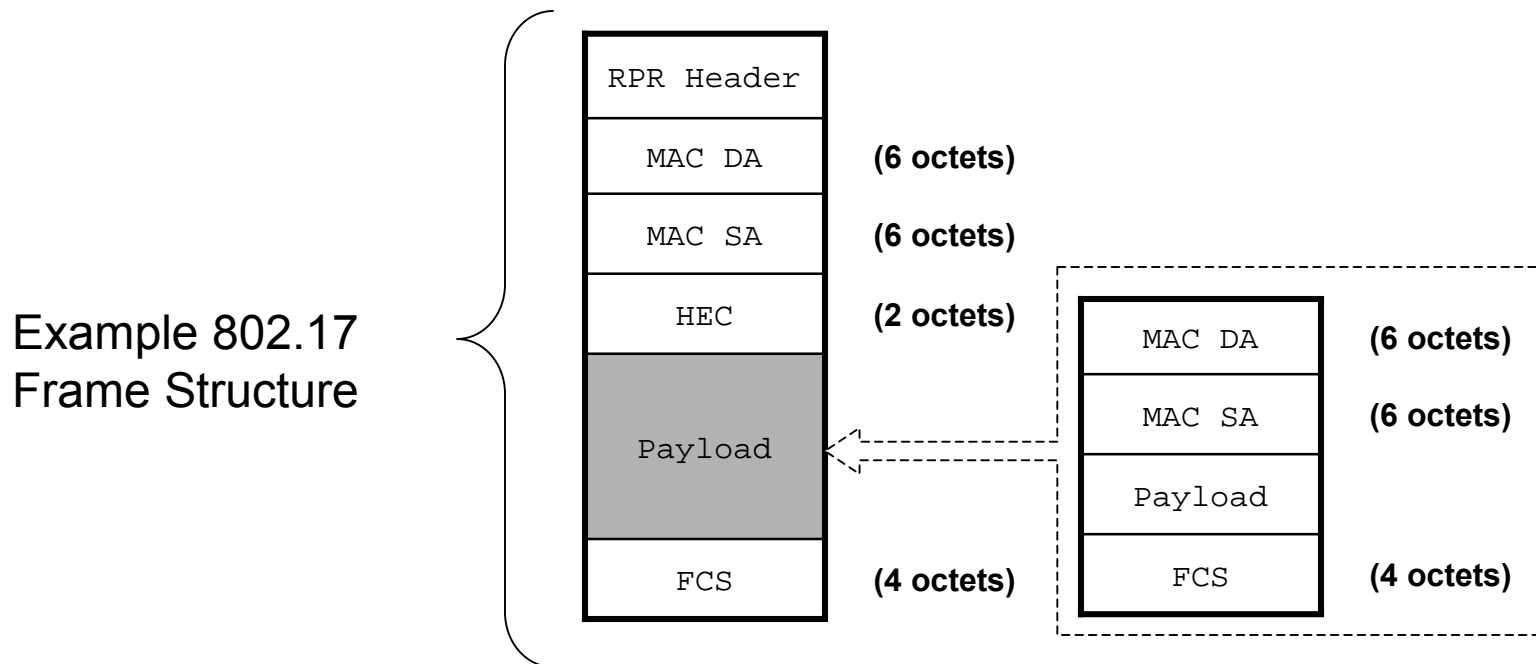 Example 802.17
Frame Structure
RPR Header
MAC DA (6 octets)
MAC SA (6 octets)
HEC (2 octets)
Payload
FCS (4 octets)
MAC DA (6 octets)
MAC SA (6 octets)
Payload
FCS (4 octets)